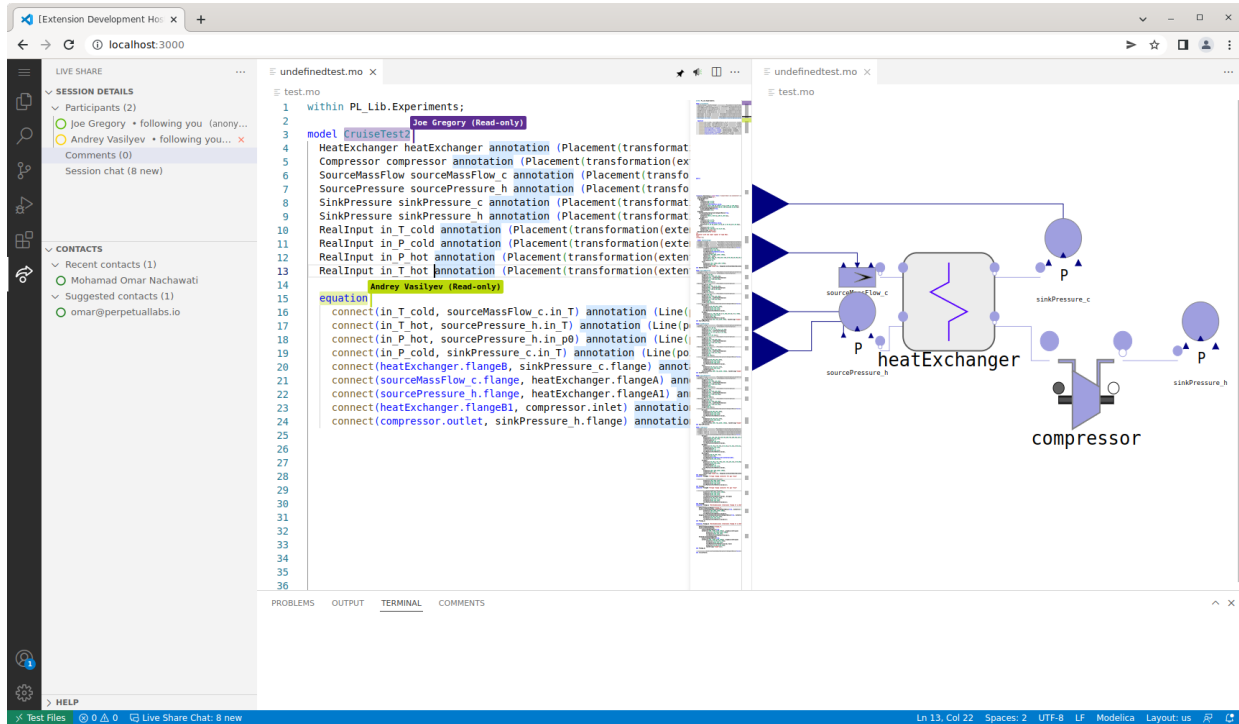 [Extension Development Hos
localhost:3000
LIVE SHARE
SESSION DETAILS
Participants (2)
Joe Gregory • following you (anony...
Andrey Vasilyev • following you...
Comments (0)
Session chat (8 new)
CONTACTS
Recent contacts (1)
Mohamad Omar Nachawati
Suggested contacts (1)
omar@perpetuallabs.io
HELP
undefinedtest.mo
test.mo
1 within PL_Lib.Experiments;
2
Joe Gregory (Read-only)
3 model CruiseTest2
4 HeatExchanger heatExchanger annotation (Placement(transformat
5 Compressor compressor annotation (Placement(transformation(ex
6 SourceMassFlow sourceMassFlow_c annotation (Placement(transfo
7 SourcePressure sourcePressure_h annotation (Placement(transfo
8 SinkPressure sinkPressure_c annotation (Placement(transformat
9 SinkPressure sinkPressure_h annotation (Placement(transformat
10 RealInput in_T_cold annotation (Placement(transformation(exte
11 RealInput in_P_cold annotation (Placement(transformation(exte
12 RealInput in_P_hot annotation (Placement(transformation(exten
13 RealInput in_T_hot annotation (Placement(transformation(exten
14
Andrey Vasilyev (Read-only)
15 equation
16 connect(in_T_cold, sourceMassFlow_c.in_T) annotation (Line(
17 connect(in_T_hot, sourcePressure_h.in_T) annotation (Line(p
18 connect(in_P_hot, sourcePressure_h.in_p0) annotation (Line(
19 connect(in_P_cold, sinkPressure_c.in_T) annotation (Line(po
20 connect(heatExchanger.flangeB, sinkPressure_c.flange) annot
21 connect(sourceMassFlow_c.flange, heatExchanger.flangeA) ann
22 connect(sourcePressure_h.flange, heatExchanger.flangeA1) an
23 connect(heatExchanger.flangeB1, compressor.inlet) annotatio
24 connect(compressor.outlet, sinkPressure_h.flange) annotatio
25
26
27
28
29
30
31
32
33
34
35
36
undefinedtest.mo
test.mo
P
sinkPressure_c
sourceMassFlow_c
P
sourcePressure_h
heatExchanger
P
sinkPressure_h
compressor
PROBLEMS OUTPUT TERMINAL COMMENTS
1
Test Files 0 0 Live Share Chat: 8 new
Ln 13, Col 22 Spaces: 2 UTF-8 LF Modelica Layout: us